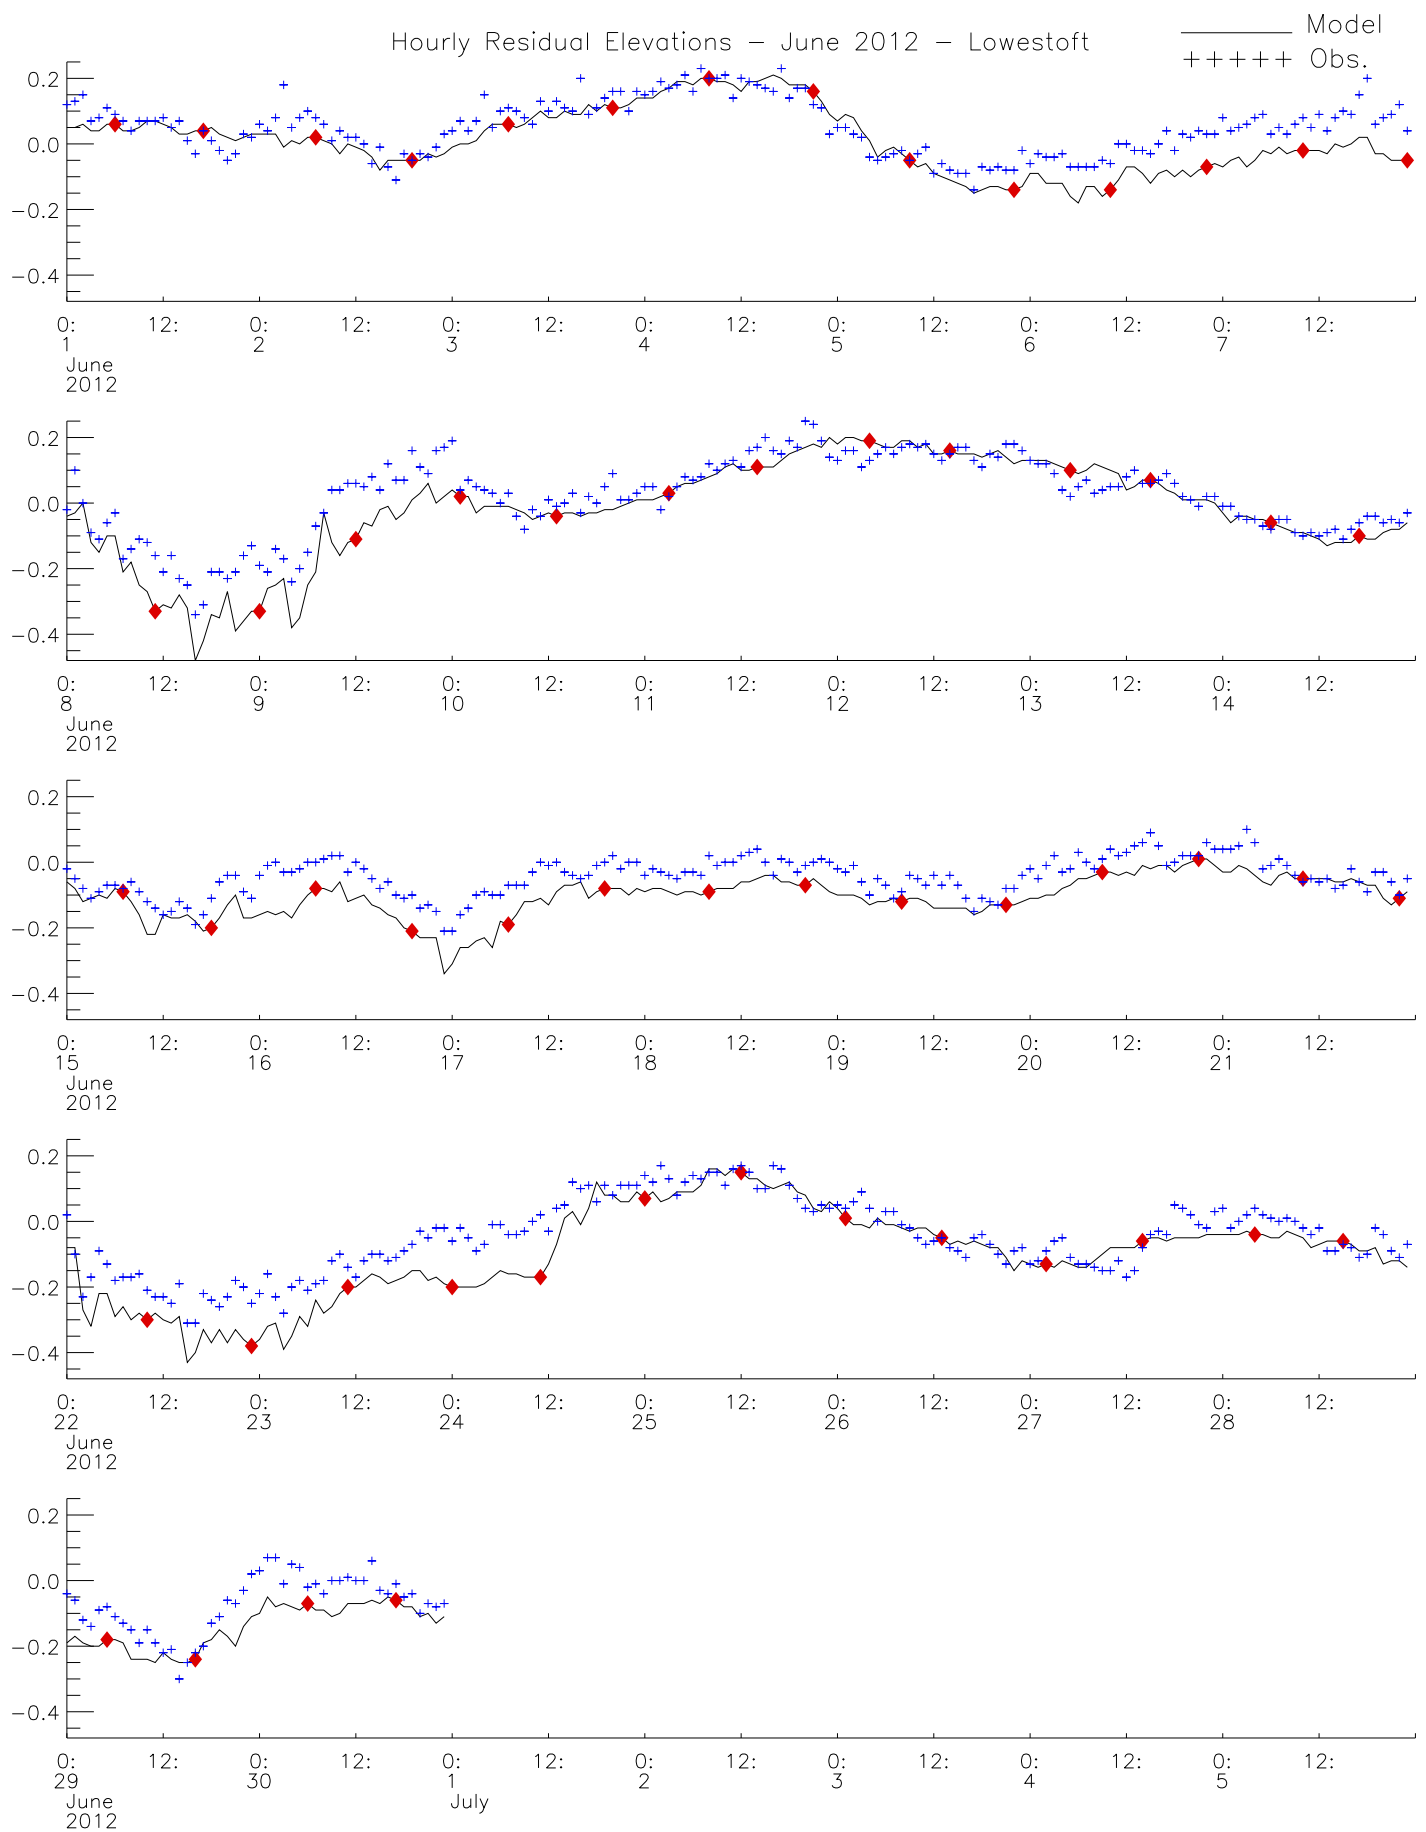 Hourly Residual Elevations − June 2012 − Lowestoft
Model
+++++ Obs.
0.2
0.0
−0.2
−0.4
0: 12: 0: 12: 0: 12: 0: 12: 0: 12: 0: 12: 0: 12:
1 2 3 4 5 6 7
June
2012
0.2
0.0
−0.2
−0.4
0: 12: 0: 12: 0: 12: 0: 12: 0: 12: 0: 12: 0: 12:
8 9 10 11 12 13 14
June
2012
0.2
0.0
−0.2
−0.4
0: 12: 0: 12: 0: 12: 0: 12: 0: 12: 0: 12: 0: 12:
15 16 17 18 19 20 21
June
2012
0.2
0.0
−0.2
−0.4
0: 12: 0: 12: 0: 12: 0: 12: 0: 12: 0: 12: 0: 12:
22 23 24 25 26 27 28
June
2012
0.2
0.0
−0.2
−0.4
0: 12: 0: 12: 0: 12: 0: 12: 0: 12: 0: 12: 0: 12:
29 30 1 2 3 4 5
June July
2012